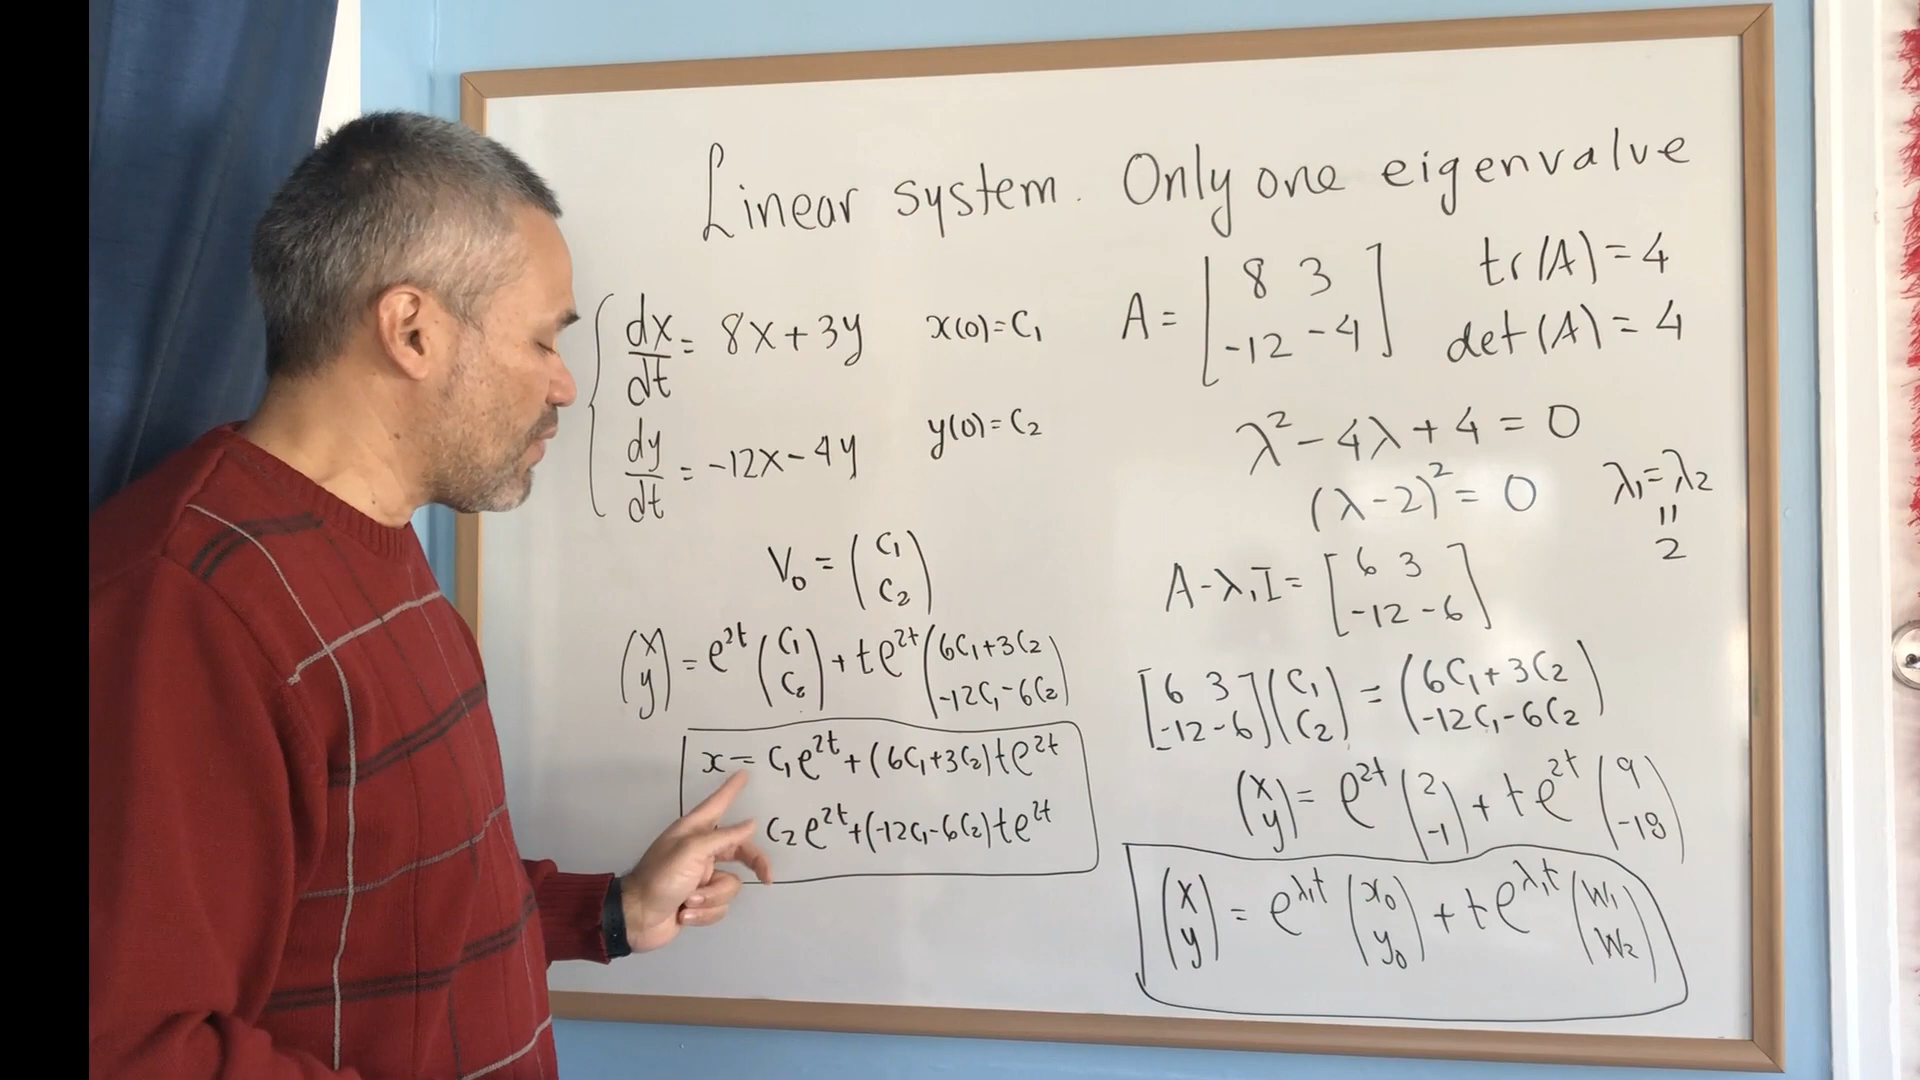 Linear system. Only one eigenvalue
dx/dt = 8x+3y x(0)=C₁
dy/dt = -12x-4y y(0)=C₂
V₀ = (C₁ C₂)
(x y) = e^2t (C₁ C₂) + te^2t (6C₁+3C₂ -12C₁-6C₂)
x = C₁e^2t+(6C₁+3C₂)te^2t
C₂e^2t+(-12C₁-6C₂)te^2t
A = [8 3 -12 -4] tr(A)=4
det(A)=4
λ²-4λ+4=0
(λ-2)²=0 λ₁=λ₂
"
2
A-λ₁I = [6 3 -12 -6]
[6 3 -12 -6](C₁ C₂) = (6C₁+3C₂ -12C₁-6C₂)
(x y) = e^2t (2 -1) + te^2t (9 -18)
(x y) = e^λ₁t (x₀ y₀) + te^λ₁t (W₁ W₂)